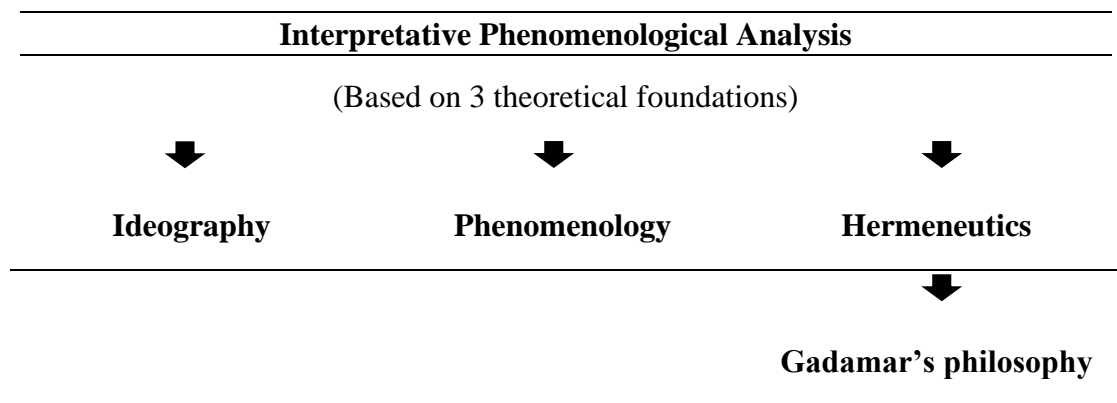 Interpretative Phenomenological Analysis
(Based on 3 theoretical foundations)
Ideography Phenomenology Hermeneutics
Gadamar’s philosophy